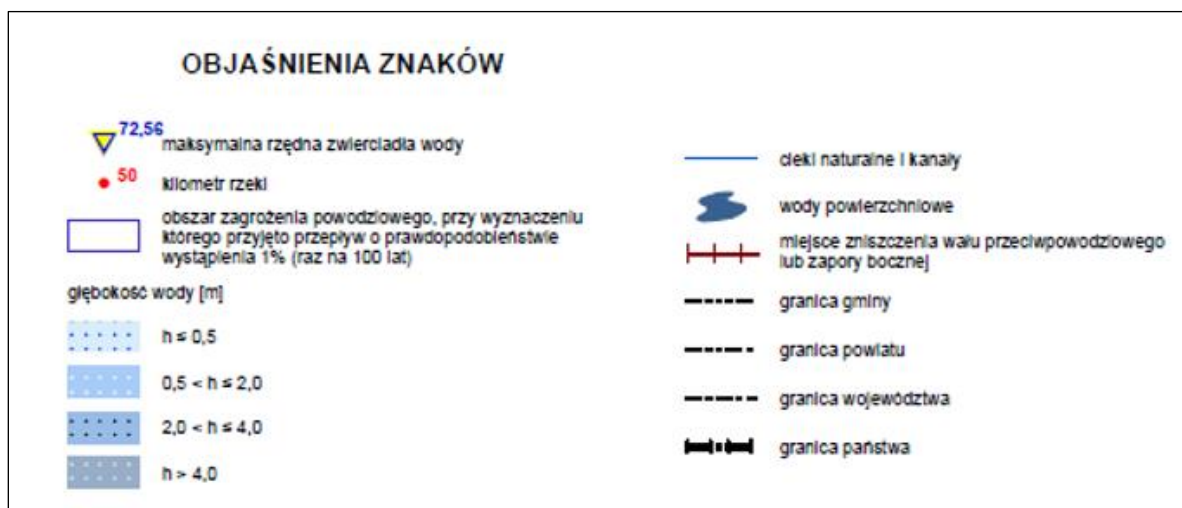 OBJAŚNIENIA ZNAKÓW
72,56
maksymalna rzędna zwierciadła wody
50
kilometr rzeki
obszar zagrożenia powodziowego, przy wyznaczeniu
którego przyjęto przepływ o prawdopodobieństwie
wystąpienia 1% (raz na 100 lat)
głębokość wody [m]
h ≤ 0,5
0,5 < h ≤ 2,0
2,0 < h ≤ 4,0
h > 4,0
cieki naturalne i kanały
wody powierzchniowe
miejsce zniszczenia wału przeciwpowodziowego
lub zapory bocznej
granica gminy
granica powiatu
granica województwa
granica państwa